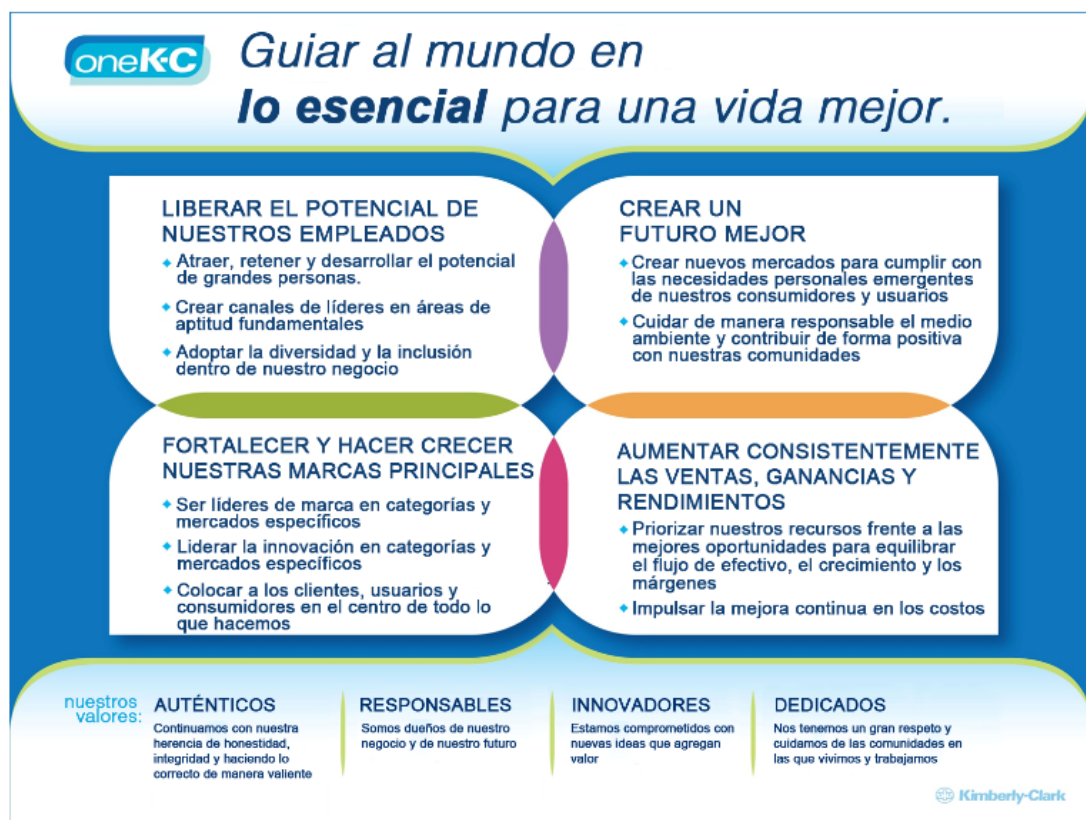 oneK-C
Guiar al mundo en
lo esencial para una vida mejor.
LIBERAR EL POTENCIAL DE
NUESTROS EMPLEADOS
Atraer, retener y desarrollar el potencial
de grandes personas.
Crear canales de líderes en áreas de
aptitud fundamentales
Adoptar la diversidad y la inclusión
dentro de nuestro negocio
CREAR UN
FUTURO MEJOR
Crear nuevos mercados para cumplir con
las necesidades personales emergentes
de nuestros consumidores y usuarios
Cuidar de manera responsable el medio
ambiente y contribuir de forma positiva
con nuestras comunidades
FORTALECER Y HACER CRECER
NUESTRAS MARCAS PRINCIPALES
Ser líderes de marca en categorías y
mercados específicos
Liderar la innovación en categorías y
mercados específicos
Colocar a los clientes, usuarios y
consumidores en el centro de todo lo
que hacemos
AUMENTAR CONSISTENTEMENTE
LAS VENTAS, GANANCIAS Y
RENDIMIENTOS
Priorizar nuestros recursos frente a las
mejores oportunidades para equilibrar
el flujo de efectivo, el crecimiento y los
márgenes
Impulsar la mejora continua en los costos
nuestros
valores:
AUTÉNTICOS
Continuamos con nuestra
herencia de honestidad,
integridad y haciendo lo
correcto de manera valiente
RESPONSABLES
Somos dueños de nuestro
negocio y de nuestro futuro
INNOVADORES
Estamos comprometidos con
nuevas ideas que agregan
valor
DEDICADOS
Nos tenemos un gran respeto y
cuidamos de las comunidades en
las que vivimos y trabajamos
Kimberly-Clark